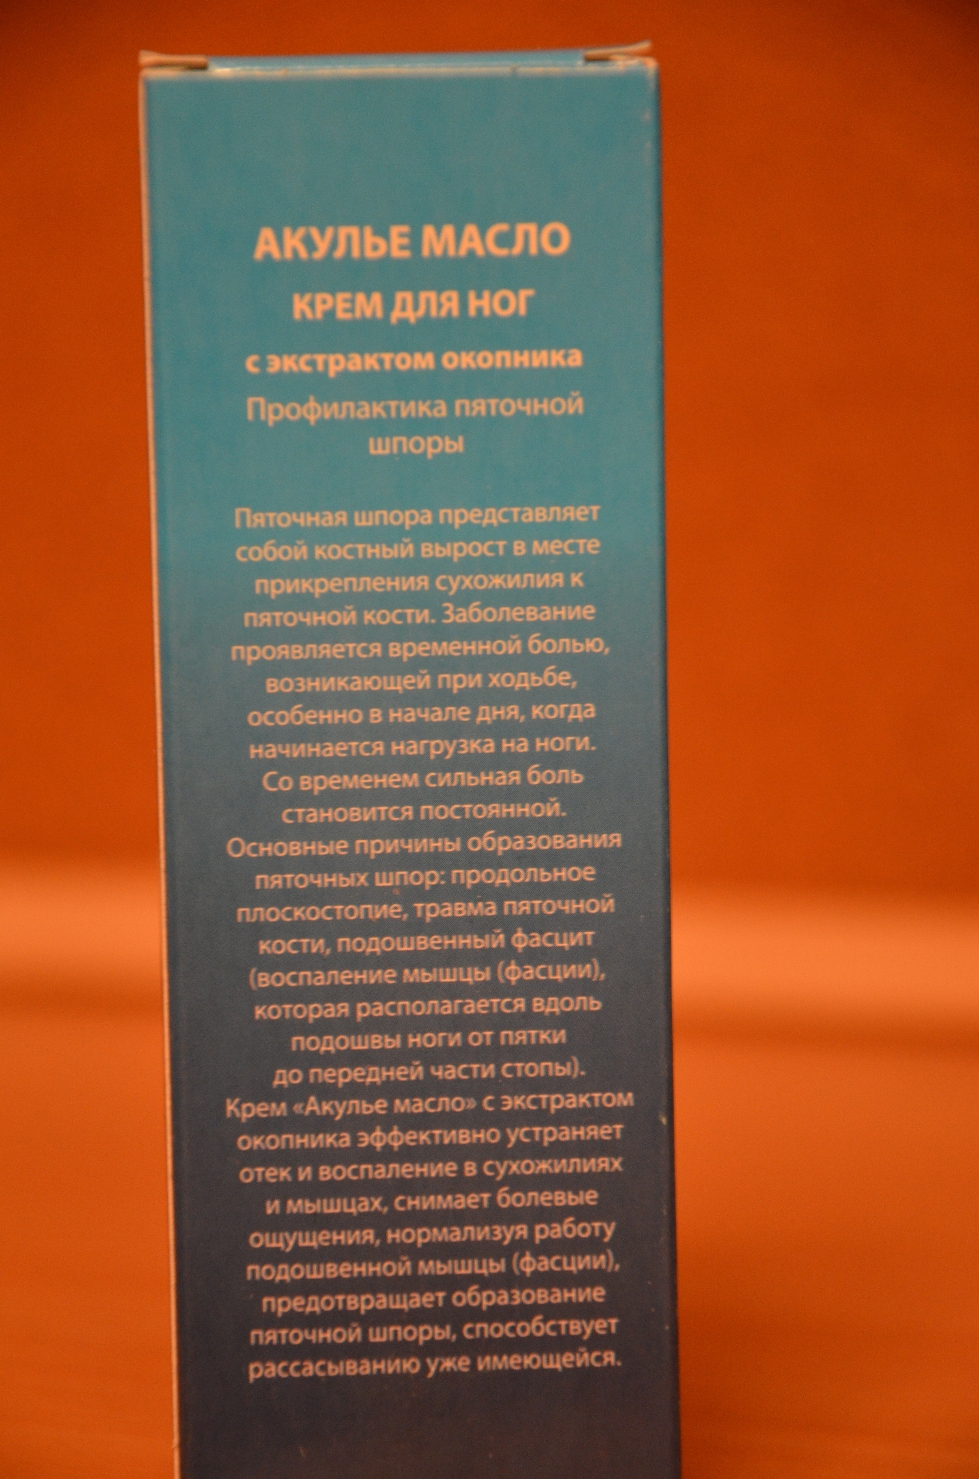 АКУЛЬЕ МАСЛО
КРЕМ ДЛЯ НОГ
с экстрактом окопника
Профилактика пяточной
шпоры
Пяточная шпора представляет
собой костный вырост в месте
прикрепления сухожилия к
пяточной кости. Заболевание
проявляется временной болью,
возникающей при ходьбе,
особенно в начале дня, когда
начинается нагрузка на ноги.
Со временем сильная боль
становится постоянной.
Основные причины образования
пяточных шпор: продольное
плоскостопие, травма пяточной
кости, подошвенный фасцит
(воспаление мышцы (фасции),
которая располагается вдоль
подошвы ноги от пятки
до передней части стопы).
Крем «Акулье масло» с экстрактом
окопника эффективно устраняет
отек и воспаление в сухожилиях
и мышцах, снимает болевые
ощущения, нормализуя работу
подошвенной мышцы (фасции),
предотвращает образование
пяточной шпоры, способствует
рассасыванию уже имеющейся.